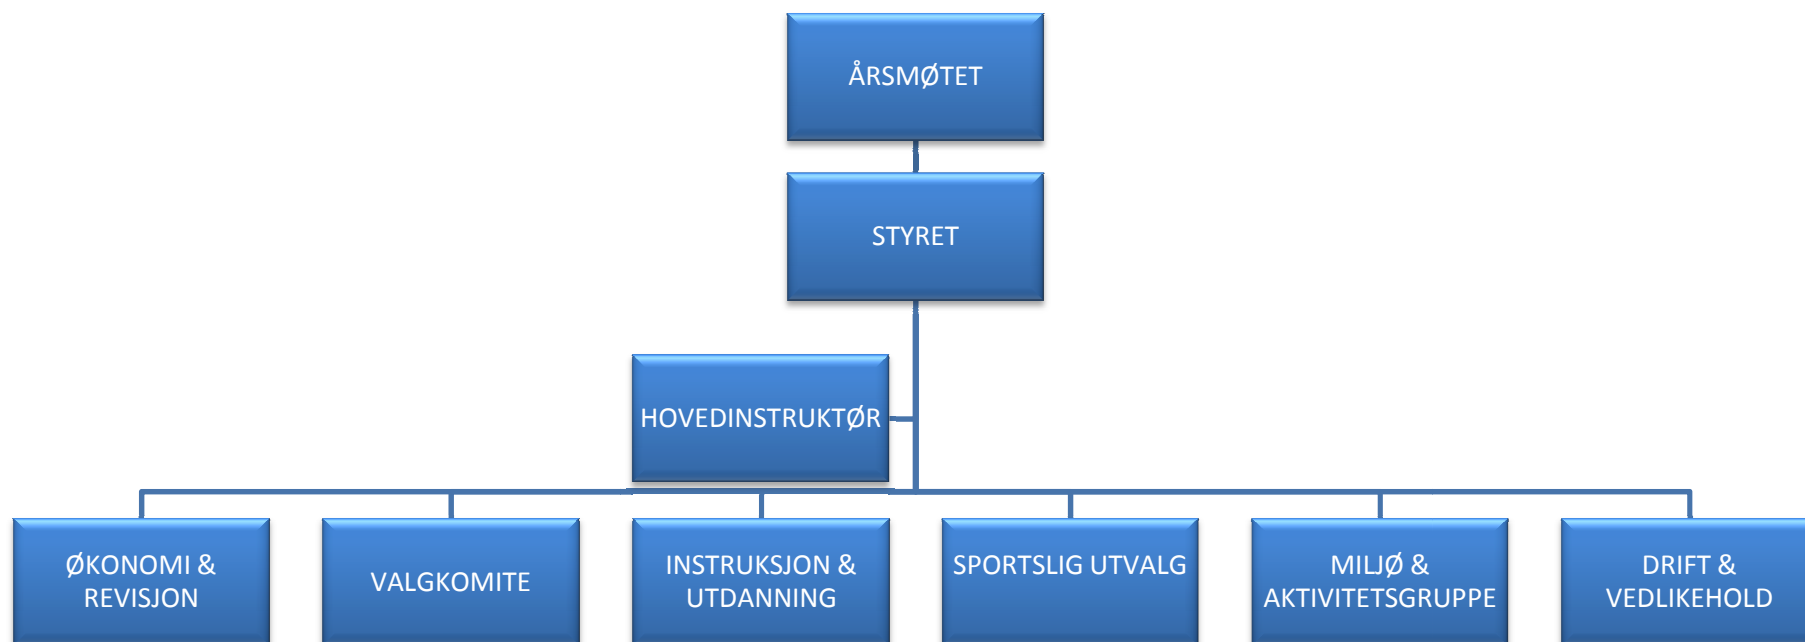 ÅRSMØTET
STYRET
HOVEDINSTRUKTØR
ØKONOMI &
REVISJON
VALGKOMITE
INSTRUKSJON &
UTDANNING
SPORTSLIG UTVALG
MILJØ &
AKTIVITETSGRUPPE
DRIFT &
VEDLIKEHOLD